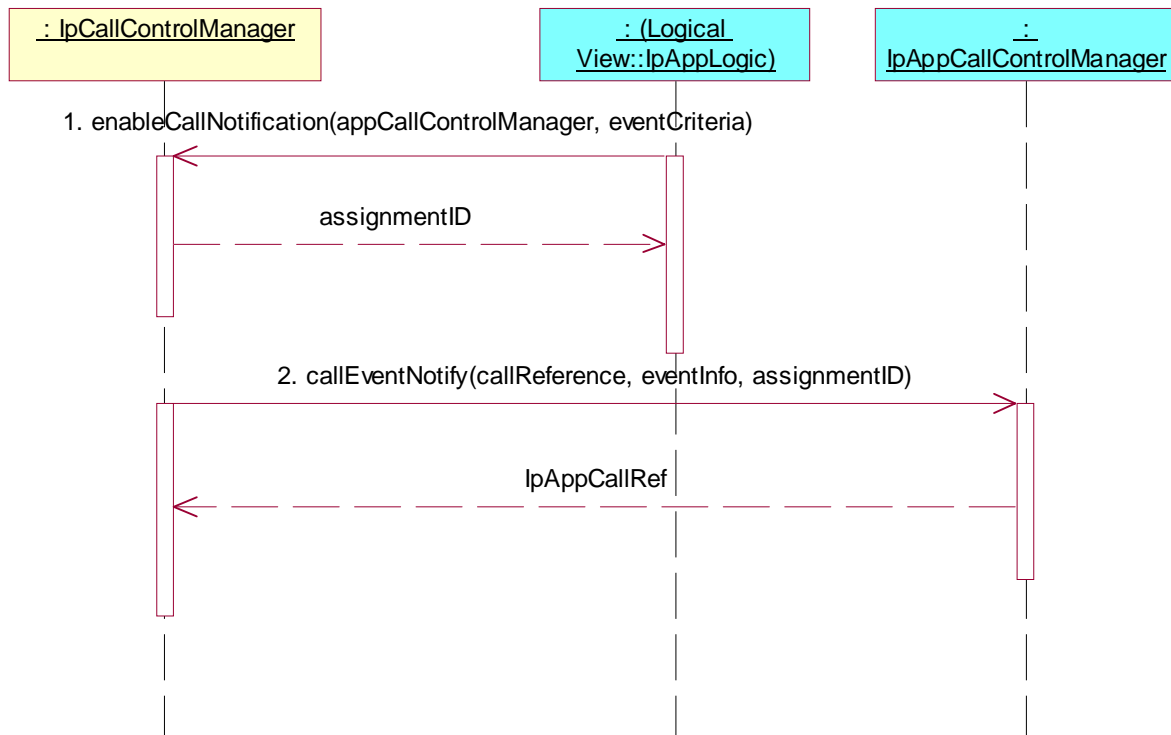 : IpCallControlManager
: (Logical
View::IpAppLogic)
:
IpAppCallControlManager
1. enableCallNotification(appCallControlManager, eventCriteria)
assignmentID
2. callEventNotify(callReference, eventInfo, assignmentID)
IpAppCallRef